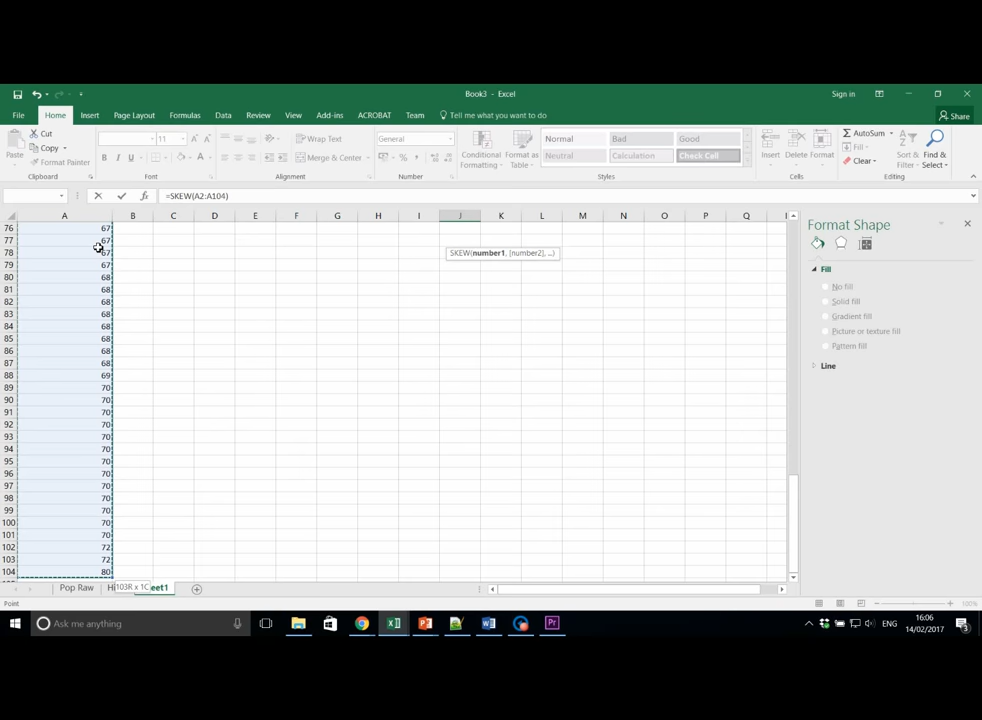 Book3 - Excel
Sign in
File Home Insert Page Layout Formulas Data Review View Add-ins ACROBAT Team Tell me what you want to do
Share
Paste
Cut
Copy
Format Painter
Clipboard
11
B I U
Font
Wrap Text
Merge & Center
Alignment
General
Number
Conditional Formatting
Format as Table
Normal Bad Good
Neutral Calculation Check Cell
Styles
Insert Delete Format
Cells
AutoSum
Fill
Clear
Sort & Filter
Find & Select
Editing
=SKEW(A2:A104)
A B C D E F G H I J K L M N O P Q
76 67
77 67
78 67
79 67
80 68
81 68
82 68
83 68
84 68
85 68
86 68
87 68
88 69
89 70
90 70
91 70
92 70
93 70
94 70
95 70
96 70
97 70
98 70
99 70
100 70
101 70
102 72
103 72
104 80
SKEW(number1, [number2], ...)
Format Shape
Fill
No fill
Solid fill
Gradient fill
Picture or texture fill
Pattern fill
Line
Pop Raw
103R x 1C
Point
100%
Ask me anything
ENG
16:06
14/02/2017
3